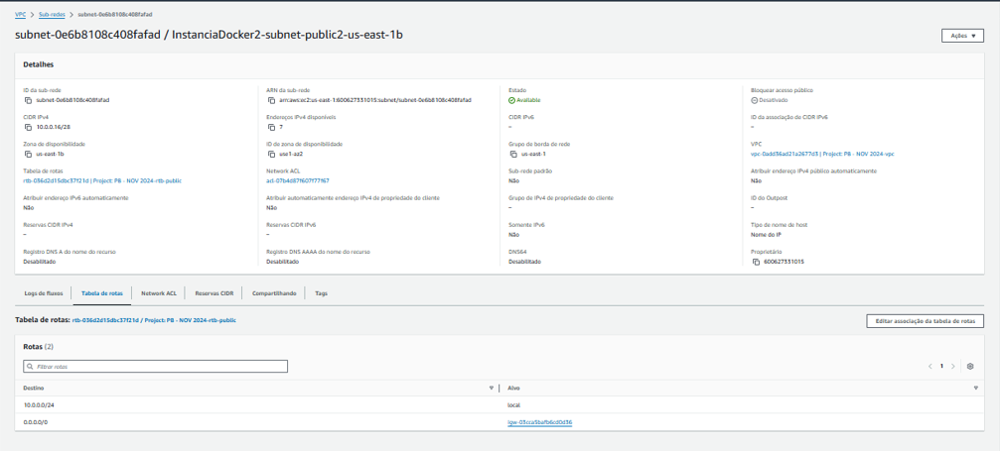 VPC > Sub-redes > subnet-0e6b8108c408fafad
subnet-0e6b8108c408fafad / InstanciaDocker2-subnet-public2-us-east-1b
Ações
Detalhes
ID da sub-rede
subnet-0e6b8108c408fafad
ARN da sub-rede
arn:aws:ec2:us-east-1:600627331015:subnet/subnet-0e6b8108c408fafad
Estado
Available
Bloquear acesso público
Desativado
CIDR IPv4
10.0.0.16/28
Endereços IPv4 disponíveis
7
CIDR IPv6
–
ID da associação de CIDR IPv6
–
Zona de disponibilidade
us-east-1b
ID de zona de disponibilidade
use1-az2
Grupo de borda de rede
us-east-1
VPC
vpc-0add36ad21a2677d3 | Project: PB - NOV 2024-vpc
Tabela de rotas
rtb-036d2d15dbc37f21d | Project: PB - NOV 2024-rtb-public
Network ACL
acl-07b4d87f607f77f67
Sub-rede padrão
Não
Atribuir endereço IPv4 público automaticamente
Não
Atribuir endereço IPv6 automaticamente
Não
Atribuir automaticamente endereço IPv4 de propriedade do cliente
Não
Grupo de IPv4 de propriedade do cliente
–
ID do Outpost
–
Reservas CIDR IPv4
–
Reservas CIDR IPv6
–
Somente IPv6
Não
Tipo de nome de host
Nome do IP
Registro DNS A do nome do recurso
Desabilitado
Registro DNS AAAA do nome do recurso
Desabilitado
DNS64
Desabilitado
Proprietário
600627331015
Logs de fluxos
Tabela de rotas
Network ACL
Reservas CIDR
Compartilhando
Tags
Tabela de rotas: rtb-036d2d15dbc37f21d / Project: PB - NOV 2024-rtb-public
Editar associação da tabela de rotas
Rotas (2)
Filtrar rotas
1
Destino
Alvo
10.0.0.0/24
local
0.0.0.0/0
igw-03cca5bafb6cd0d36